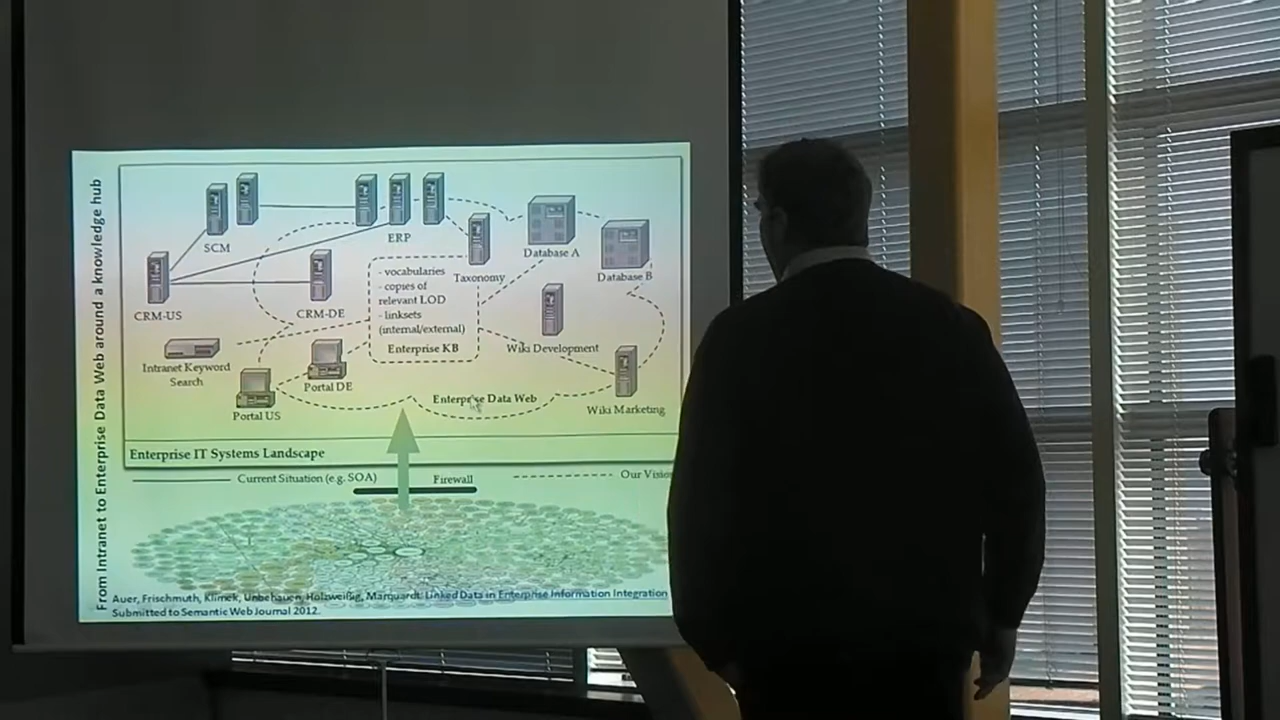 From Intranet to Enterprise Data Web around a knowledge hub
SCM
ERP
Database A
Taxonomy
Database B
CRM-US
CRM-DE
- vocabularies
- copies of
relevant LOD
- linksets
(internal/external)
Enterprise KB
Wiki Development
Intranet Keyword
Search
Portal DE
Portal US
Enterprise Data Web
Wiki Marketing
Enterprise IT Systems Landscape
Current Situation (e.g. SOA)
Firewall
Our Vision
Auer, Frischmuth, Klímek, Unbehauen, Holzweißig, Marquardt: Linked Data in Enterprise Information Integration
Submitted to Semantic Web Journal 2012.